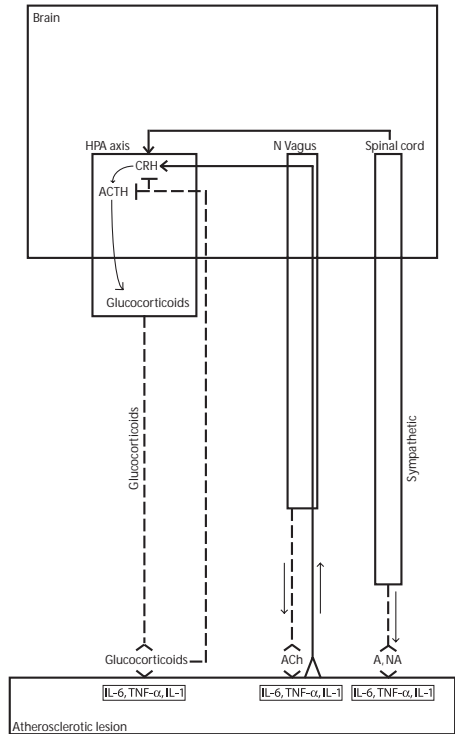 Brain
HPA axis
N Vagus
Spinal cord
CRH
ACTH
Glucocorticoids
Glucocorticoids
Sympathetic
Glucocorticoids
ACh
A, NA
IL-6, TNF-α, IL-1
IL-6, TNF-α, IL-1
IL-6, TNF-α, IL-1
Atherosclerotic lesion